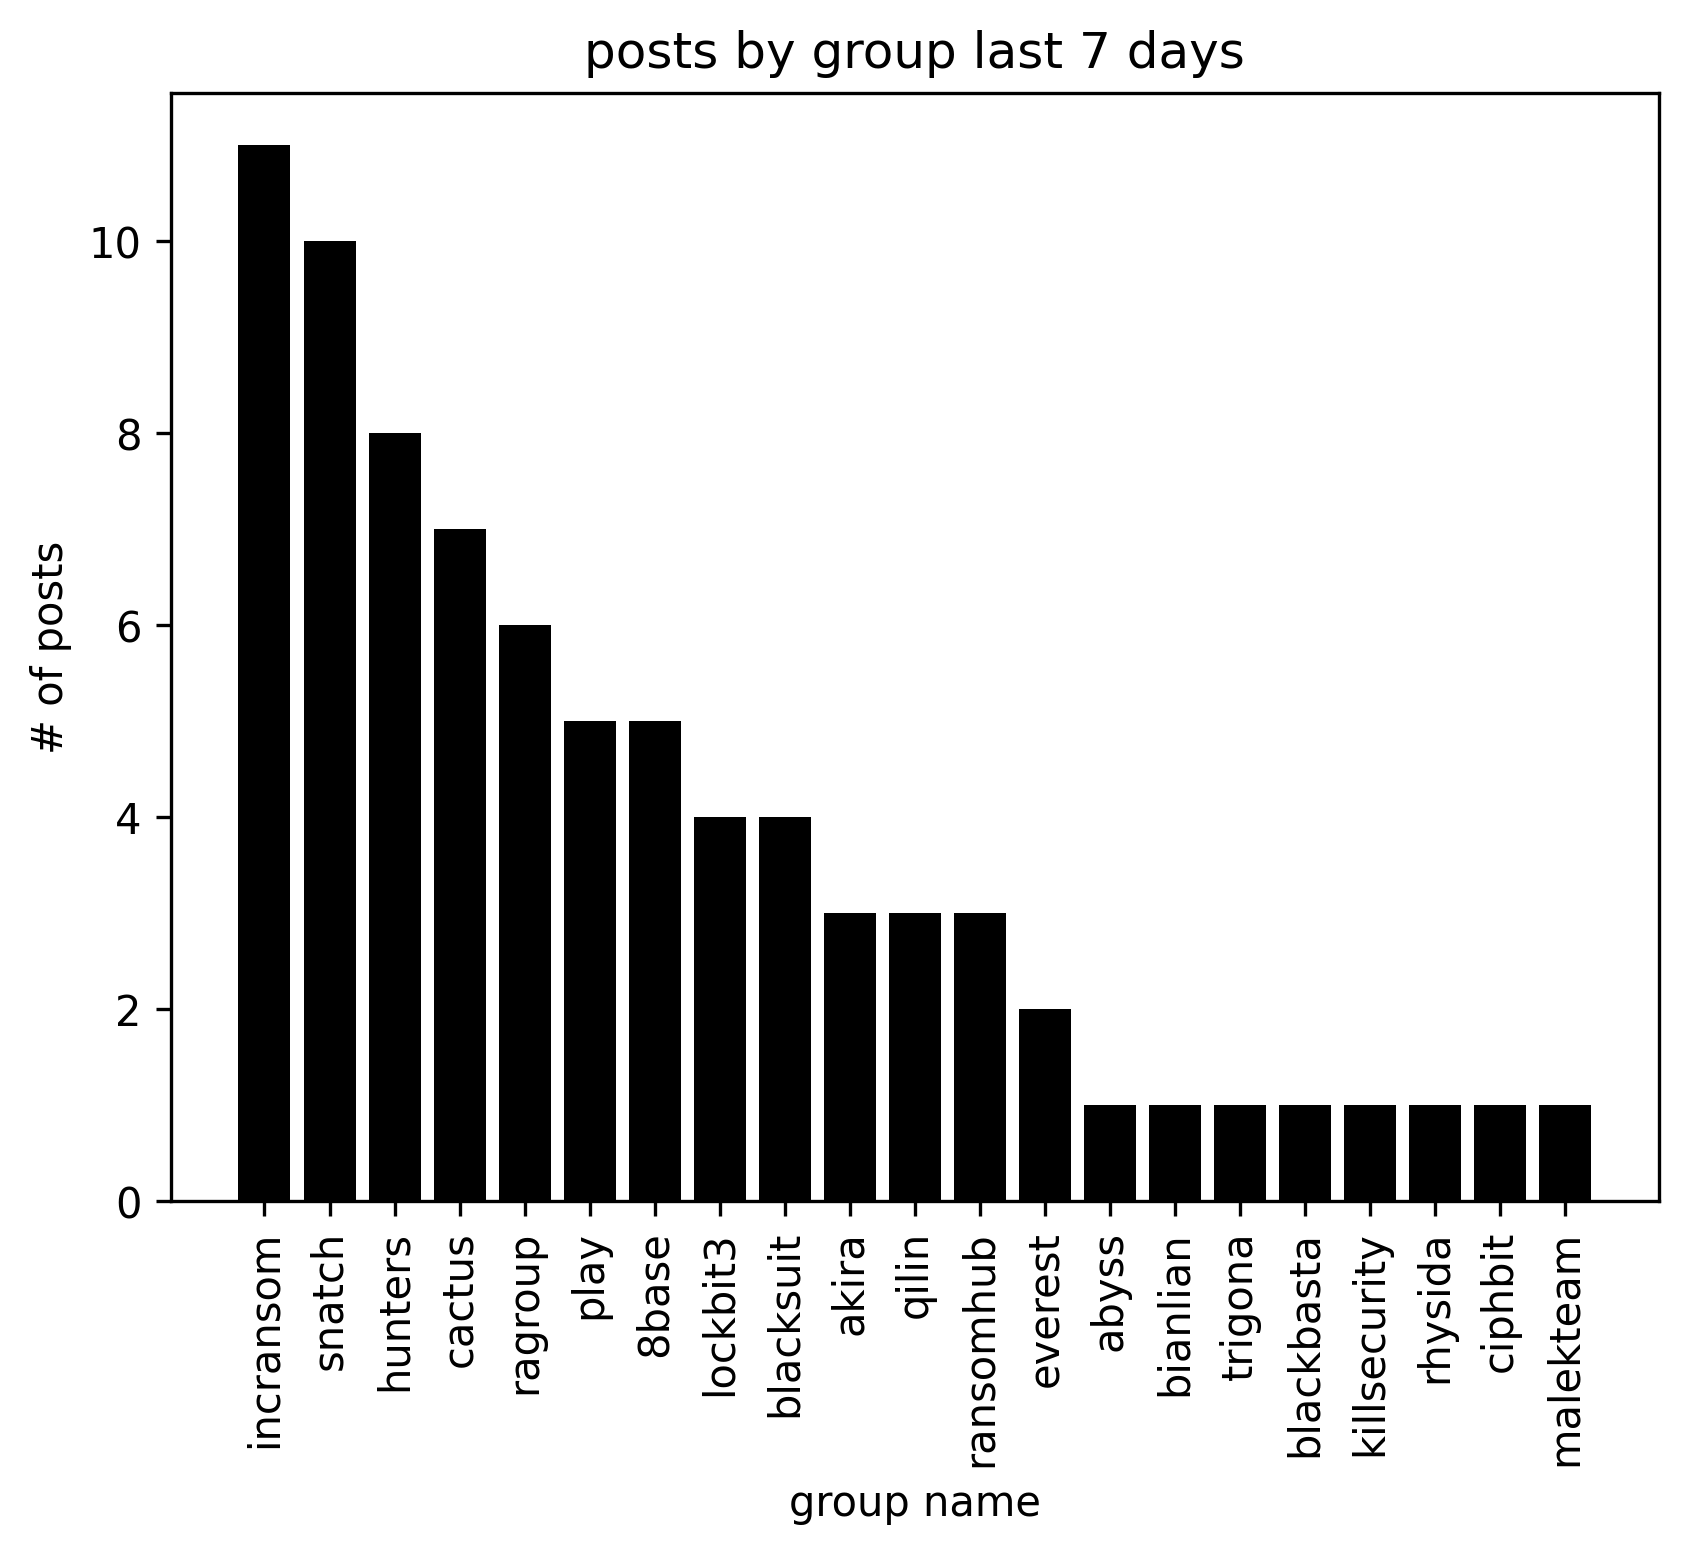 posts by group last 7 days
# of posts
10
8
6
4
2
0
incransom
snatch
hunters
cactus
ragroup
play
8base
lockbit3
blacksuit
akira
qilin
ransomhub
everest
abyss
bianlian
trigona
blackbasta
killsecurity
rhysida
ciphbit
malekteam
group name